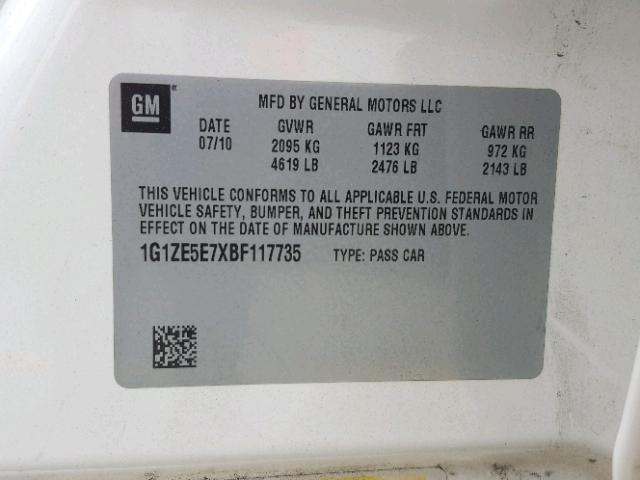 GM
MFD BY GENERAL MOTORS LLC
DATE GVWR GAWR FRT GAWR RR
07/10 2095 KG 1123 KG 972 KG
4619 LB 2476 LB 2143 LB
THIS VEHICLE CONFORMS TO ALL APPLICABLE U.S. FEDERAL MOTOR
VEHICLE SAFETY, BUMPER, AND THEFT PREVENTION STANDARDS IN
EFFECT ON THE DATE OF MANUFACTURE SHOWN ABOVE.
1G1ZE5E7XBF117735 TYPE: PASS CAR